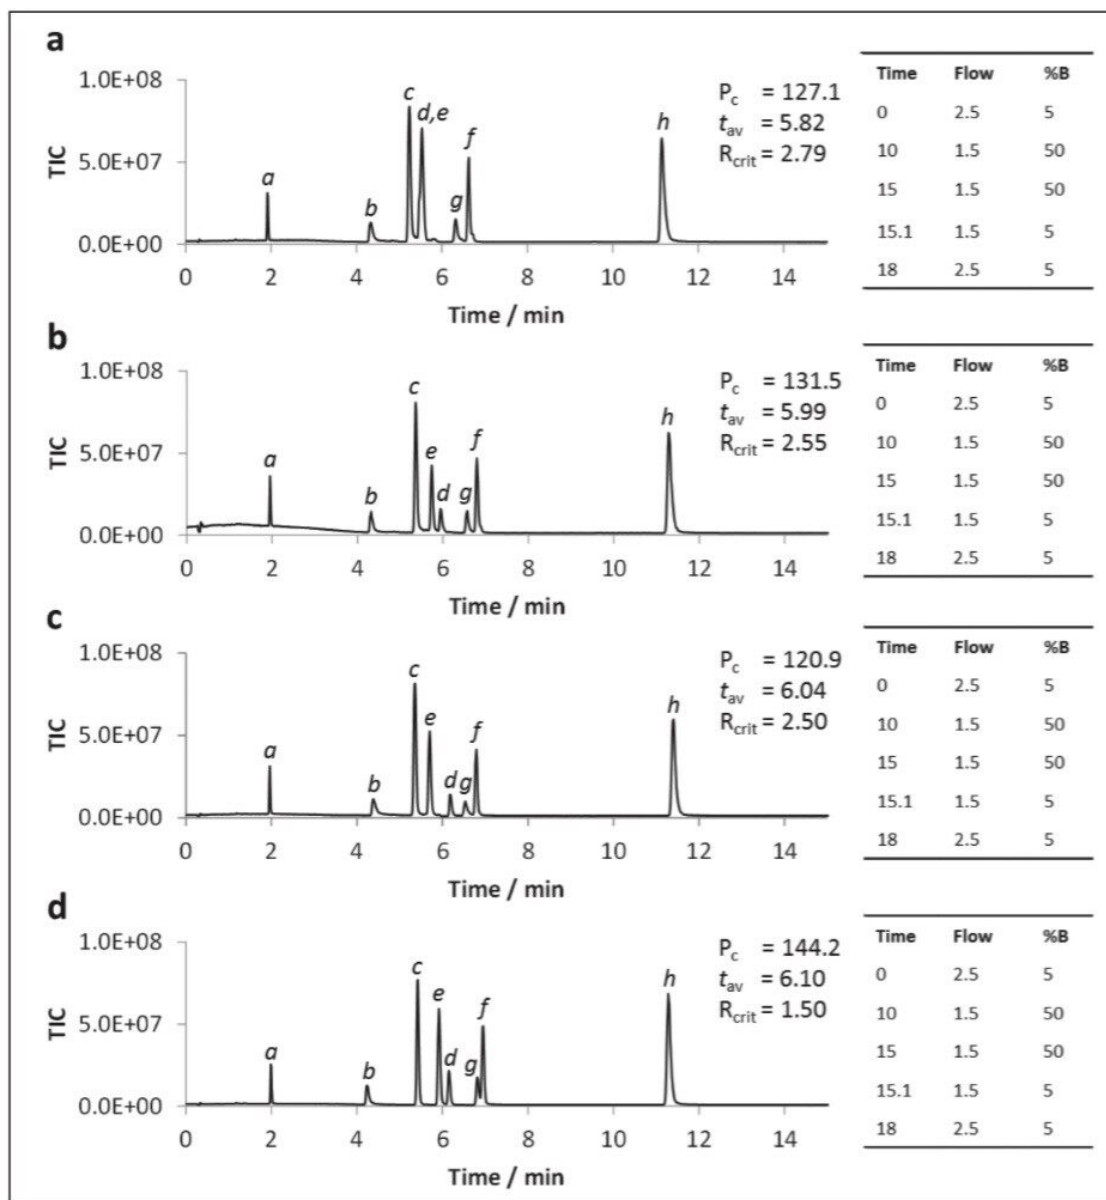 a
1.0E+08
5.0E+07
0.0E+00
TIC
a
b
c
d,e
g
f
h
P_c = 127.1
t_av = 5.82
R_crit = 2.79
0 2 4 6 8 10 12 14
Time / min
Time Flow %B
0 2.5 5
10 1.5 50
15 1.5 50
15.1 1.5 5
18 2.5 5
b
1.0E+08
5.0E+07
0.0E+00
TIC
a
b
c
e
d
g
f
h
P_c = 131.5
t_av = 5.99
R_crit = 2.55
0 2 4 6 8 10 12 14
Time / min
Time Flow %B
0 2.5 5
10 1.5 50
15 1.5 50
15.1 1.5 5
18 2.5 5
c
1.0E+08
5.0E+07
0.0E+00
TIC
a
b
c
e
d
g
f
h
P_c = 120.9
t_av = 6.04
R_crit = 2.50
0 2 4 6 8 10 12 14
Time / min
Time Flow %B
0 2.5 5
10 1.5 50
15 1.5 50
15.1 1.5 5
18 2.5 5
d
1.0E+08
5.0E+07
0.0E+00
TIC
a
b
c
e
d
g
f
h
P_c = 144.2
t_av = 6.10
R_crit = 1.50
0 2 4 6 8 10 12 14
Time / min
Time Flow %B
0 2.5 5
10 1.5 50
15 1.5 50
15.1 1.5 5
18 2.5 5